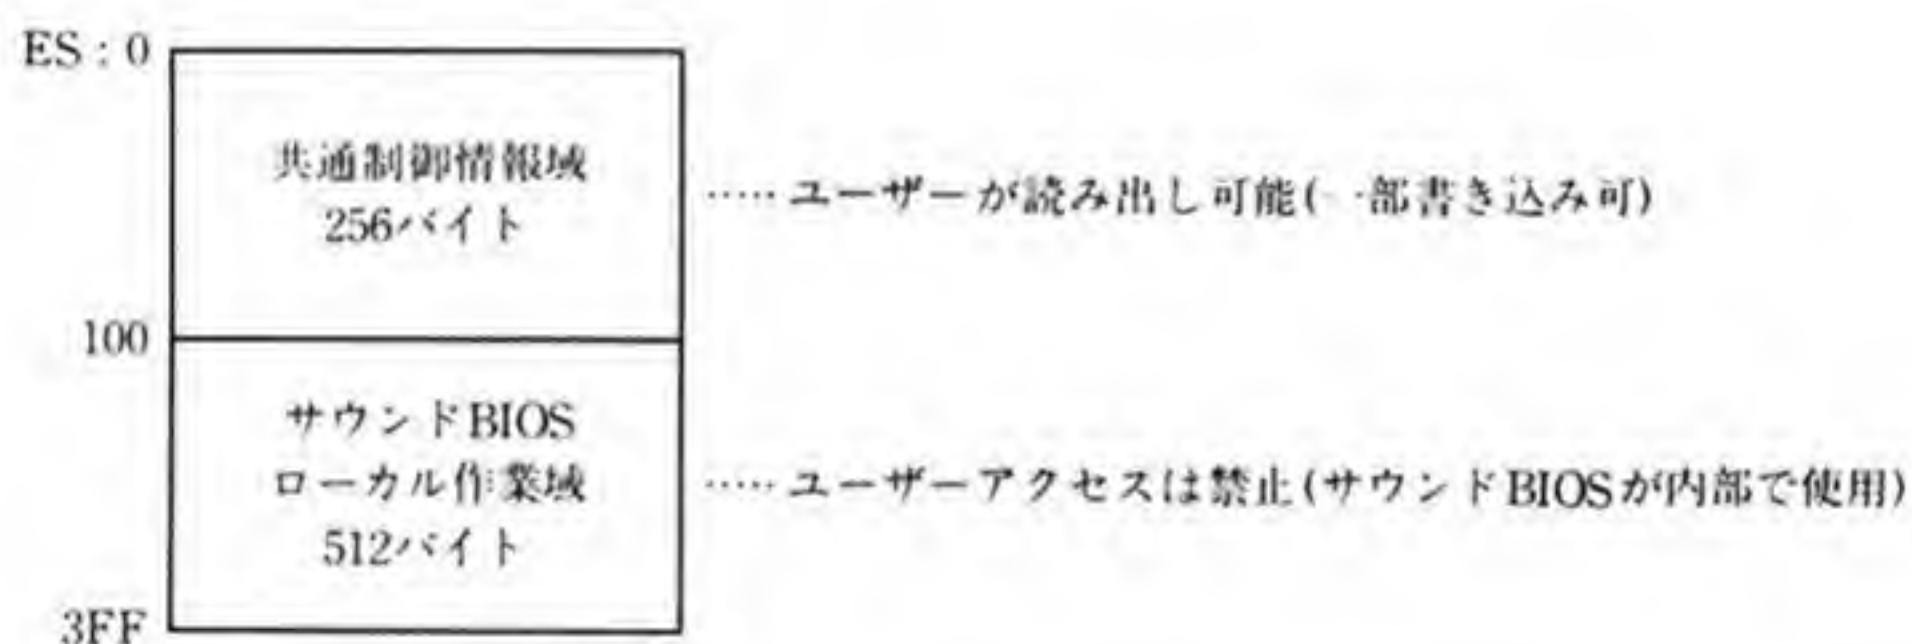 ES : 0
共通制御情報域
256バイト
‥‥‥ユーザーが読み出し可能(一部書き込み可)
100
サウンドBIOS
ローカル作業域
512バイト
‥‥‥ユーザーアクセスは禁止(サウンドBIOSが内部で使用)
3FF